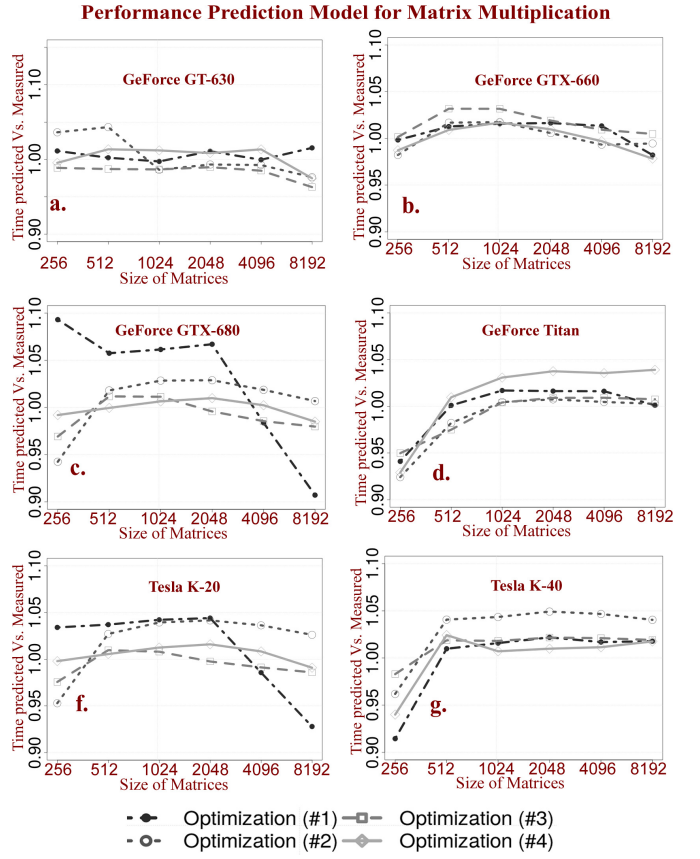 Performance Prediction Model for Matrix Multiplication
Time predicted Vs. Measured
0.90 1.00 1.10
GeForce GT-630
a.
256 512 1024 2048 4096 8192
Size of Matrices
Time predicted Vs. Measured
0.90 0.95 1.00 1.05 1.10
GeForce GTX-660
b.
256 512 1024 2048 4096 8192
Size of Matrices
Time predicted Vs. Measured
0.90 0.95 1.00 1.05 1.10
GeForce GTX-680
c.
256 512 1024 2048 4096 8192
Size of Matrices
Time predicted Vs. Measured
0.90 0.95 1.00 1.05 1.10
GeForce Titan
d.
256 512 1024 2048 4096 8192
Size of Matrices
Time predicted Vs. Measured
0.90 0.95 1.00 1.05 1.10
Tesla K-20
f.
256 512 1024 2048 4096 8192
Size of Matrices
Time predicted Vs. Measured
0.90 0.95 1.00 1.05 1.10
Tesla K-40
g.
256 512 1024 2048 4096 8192
Size of Matrices
Optimization (#1) Optimization (#3)
Optimization (#2) Optimization (#4)